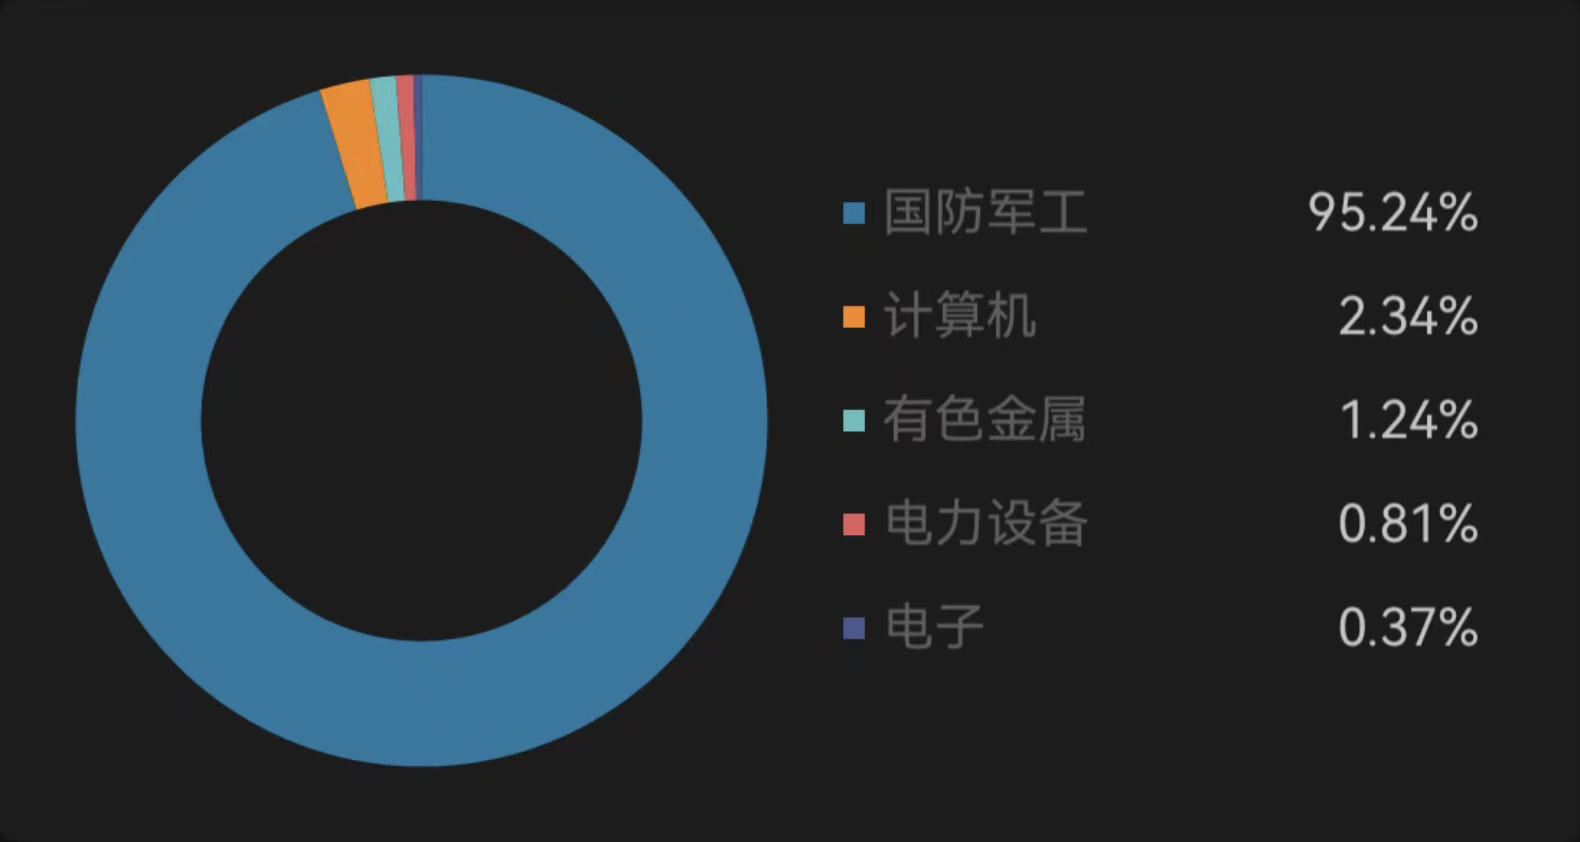 国防军工 95.24%
计算机 2.34%
有色金属 1.24%
电力设备 0.81%
电子 0.37%